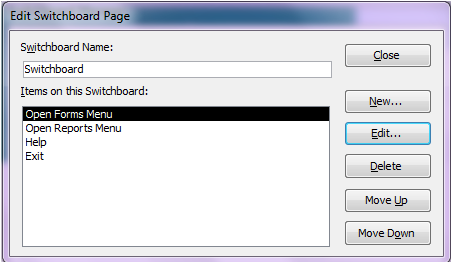 Edit Switchboard Page
Switchboard Name:
Switchboard
Items on this Switchboard:
Open Forms Menu
Open Reports Menu
Help
Exit
Close
New...
Edit...
Delete
Move Up
Move Down